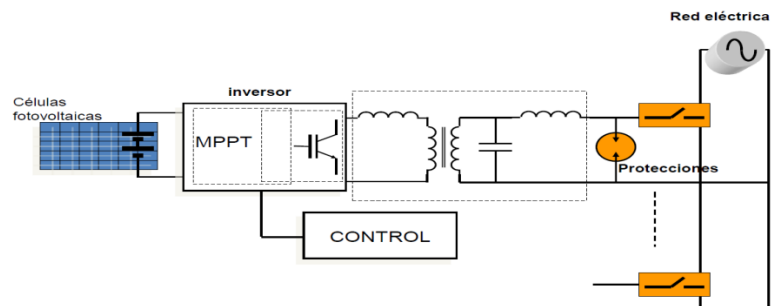 Red eléctrica
inversor
Células
fotovoltaicas
MPPT
Protecciones
CONTROL